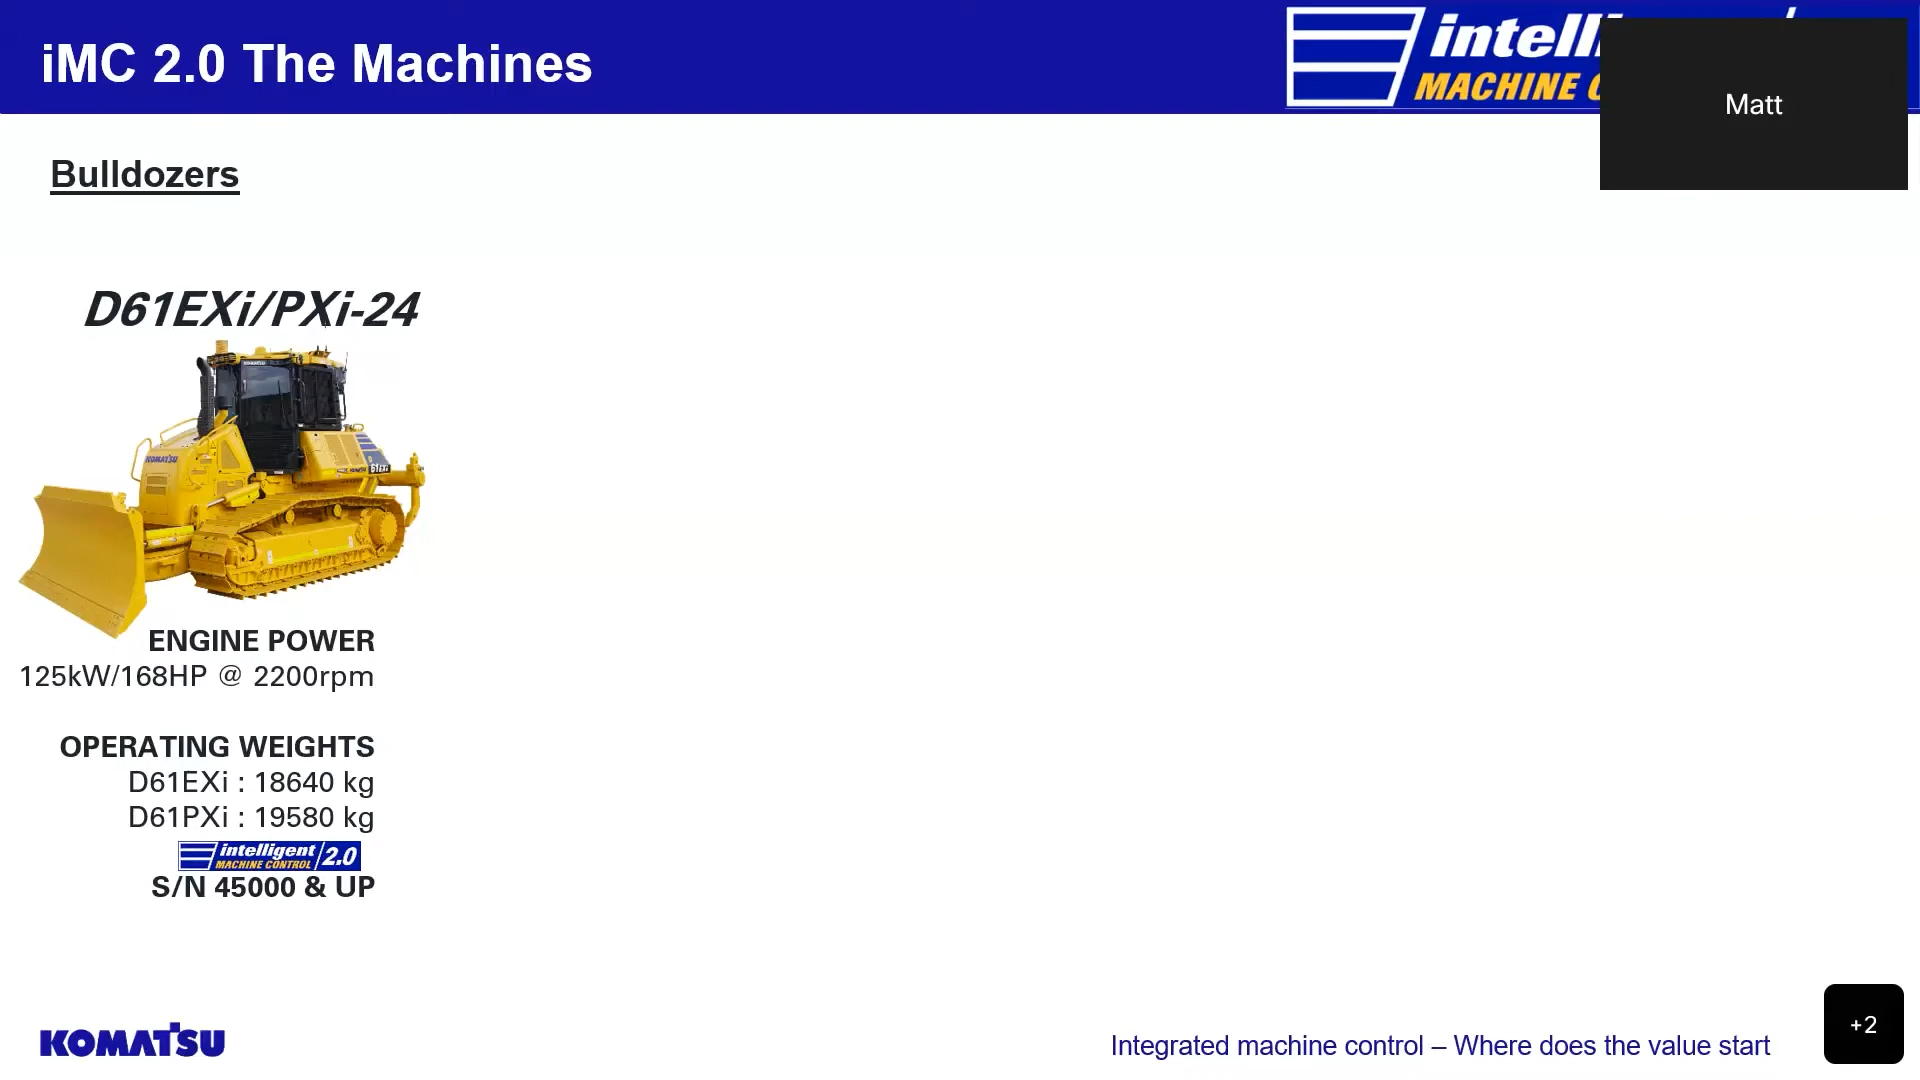 iMC 2.0 The Machines
intelli
MACHINE C
Matt
Bulldozers
D61EXi/PXi-24
KOMATSU
KOMATSU
61EXi
ENGINE POWER
125kW/168HP @ 2200rpm
OPERATING WEIGHTS
D61EXi : 18640 kg
D61PXi : 19580 kg
intelligent 2.0
MACHINE CONTROL
S/N 45000 & UP
KOMATSU
Integrated machine control – Where does the value start
+2